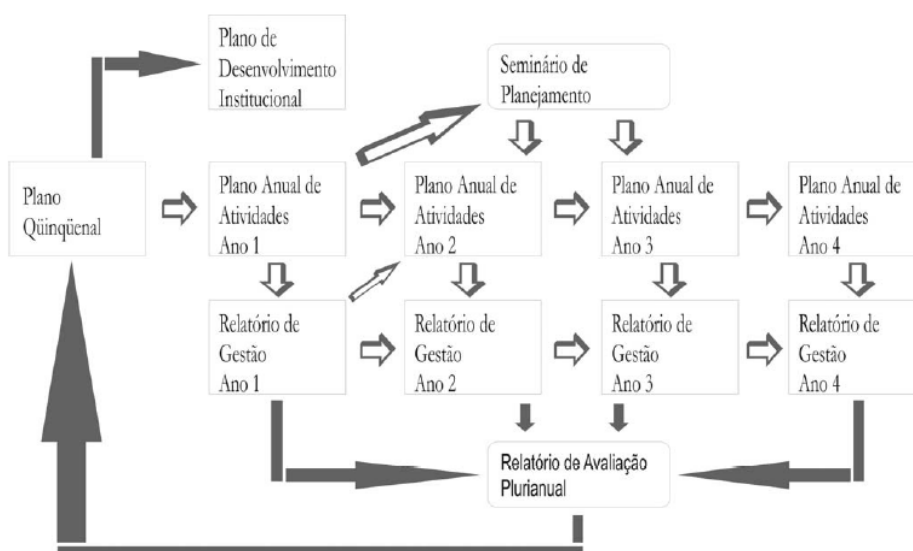 Plano de
Desenvolvimento
Institucional
Seminário de
Planejamento
Plano
Qüinqüenal
Plano Anual de
Atividades
Ano 1
Plano Anual de
Atividades
Ano 2
Plano Anual de
Atividades
Ano 3
Plano Anual de
Atividades
Ano 4
Relatório de
Gestão
Ano 1
Relatório de
Gestão
Ano 2
Relatório de
Gestão
Ano 3
Relatório de
Gestão
Ano 4
Relatório de Avaliação
Plurianual